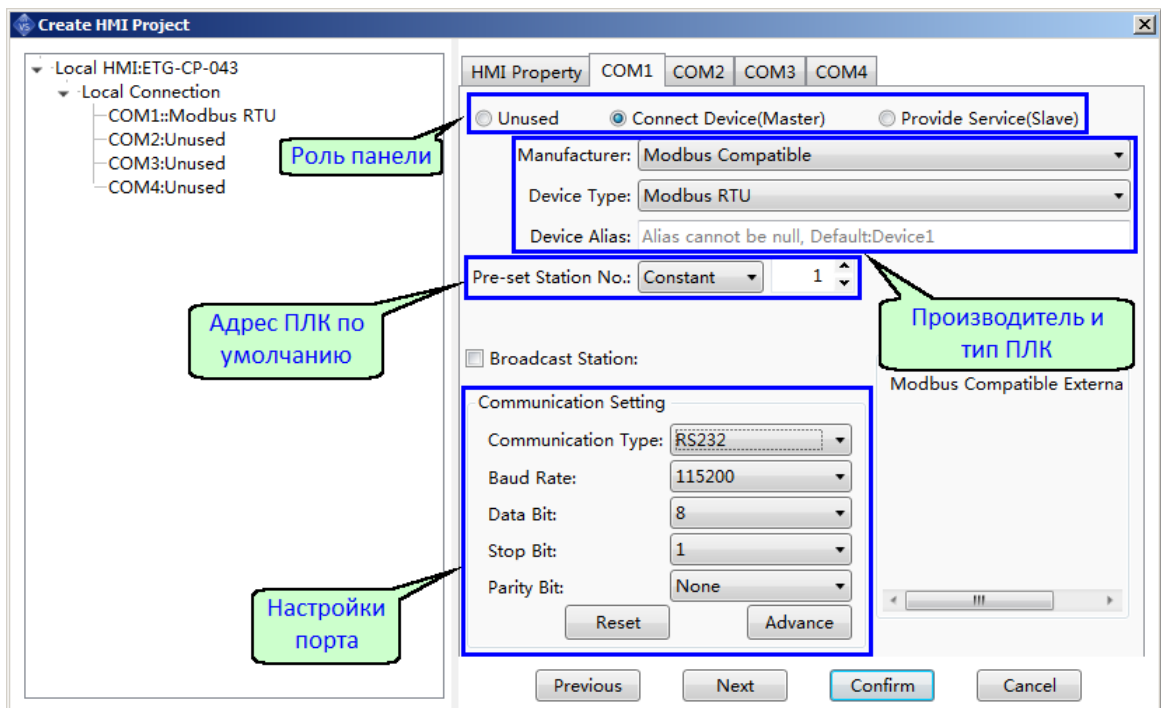 Create HMI Project
Local HMI:ETG-CP-043
Local Connection
COM1::Modbus RTU
COM2:Unused
COM3:Unused
COM4:Unused
HMI Property COM1 COM2 COM3 COM4
Unused Connect Device(Master) Provide Service(Slave)
Роль панели
Manufacturer: Modbus Compatible
Device Type: Modbus RTU
Device Alias: Alias cannot be null, Default:Device1
Pre-set Station No.: Constant 1
Адрес ПЛК по
умолчанию
Производитель и
тип ПЛК
Broadcast Station:
Modbus Compatible Externa
Communication Setting
Communication Type: RS232
Baud Rate: 115200
Data Bit: 8
Stop Bit: 1
Parity Bit: None
Reset Advance
Настройки
порта
Previous Next Confirm Cancel